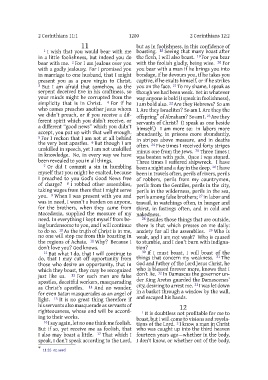 2 Corinthians 11:1
1200
2 Corinthians 12:2
11
1 I wish that you would bear with me
in a little foolishness, but indeed you do
bear with me. 2 For I am jealous over you
with a godly jealousy. For I promised you
in marriage to one husband, that I might
present you as a pure virgin to Christ.
3 But I am afraid that somehow, as the
serpent deceived Eve in his craftiness, so
your minds might be corrupted from the
simplicity that is in Christ. 4 For if he
who comes preaches another Jesus whom
we didn't preach, or if you receive a dif-
ferent spirit which you didn't receive, or
a different "good news" which you didn't
accept, you put up with that well enough.
5 For I reckon that I am not at all behind
the very best apostles. 6 But though I am
unskilled in speech, yet I am not unskilled
in knowledge. No, in every way we have
been revealed to you in all things.
7 Or did I commit a sin in humbling
myself that you might be exalted, because
I preached to you God's Good News free
of charge? 8 I robbed other assemblies,
taking wages from them that I might serve
you. 9 When I was present with you and
was in need, I wasn't a burden on anyone,
for the brothers, when they came from
Macedonia, supplied the measure of my
need. In everything I kept myself from be-
ing burdensome to you, and I will continue
to do so. 10 As the truth of Christ is in me,
no one will stop me from this boasting in
the regions of Achaia. 11 Why? Because I
don't love you? God knows.
12 But what I do, that I will continue to
do, that I may cut off opportunity from
those who desire an opportunity, that in
which they boast, they may be recognized
just like us. 13 For such men are false
apostles, deceitful workers, masquerading
as Christ's apostles. 14 And no wonder,
for even Satan masquerades as an angel of
light. 15 It is no great thing therefore if
his servants also masquerade as servants of
righteousness, whose end will be accord-
ing to their works.
16 I say again, let no one think me foolish.
But if so, yet receive me as foolish, that
I also may boast a little. 17 That which I
speak, I don't speak according to the Lord,
but as in foolishness, in this confidence of
boasting. 18 Seeing that many boast after
the flesh, I will also boast. 19 For you bear
with the foolish gladly, being wise. 20 For
you bear with a man if he brings you into
bondage, if he devours you, if he takes you
captive, if he exalts himself, or if he strikes
you on the face. 21 To my shame, I speak as
though we had been weak. Yet in whatever
way anyone is bold (I speak in foolishness),
I am bold also. 22 Are they Hebrews? So am
I. Are they Israelites? So am I. Are they the
offspring of Abraham? So am I. 23 Are they
servants of Christ? (I speak as one beside
himself.) I am more so: in labors more
abundantly, in prisons more abundantly,
in stripes above measure, and in deaths
often. 24 Five times I received forty stripes
minus one from the Jews. 25 Three times I
was beaten with rods. Once I was stoned.
Three times I suffered shipwreck. I have
been a night and a day in the deep. 26 I have
been in travels often, perils of rivers, perils
of robbers, perils from my countrymen,
perils from the Gentiles, perils in the city,
perils in the wilderness, perils in the sea,
perils among false brothers; 27 in labor and
travail, in watchings often, in hunger and
thirst, in fastings often, and in cold and
nakedness.
28 Besides those things that are outside,
there is that which presses on me daily:
anxiety for all the assemblies. 29 Who is
weak, and I am not weak? Who is caused
to stumble, and I don't burn with indigna-
tion?
30 If I must boast, I will boast of the
things that concern my weakness. 31 The
God and Father of the Lord Jesus Christ, he
who is blessed forever more, knows that I
don't lie. 32 In Damascus the governor un-
der King Aretas guarded the Damascenes'
city, desiring to arrest me. 33 I was let down
in a basket through a window by the wall,
and escaped his hands.
12
1 It is doubtless not profitable for me to
boast, but I will come to visions and revela-
tions of the Lord. 2 I know a man in Christ
who was caught up into the third heaven
fourteen years ago—whether in the body,
I don't know, or whether out of the body,